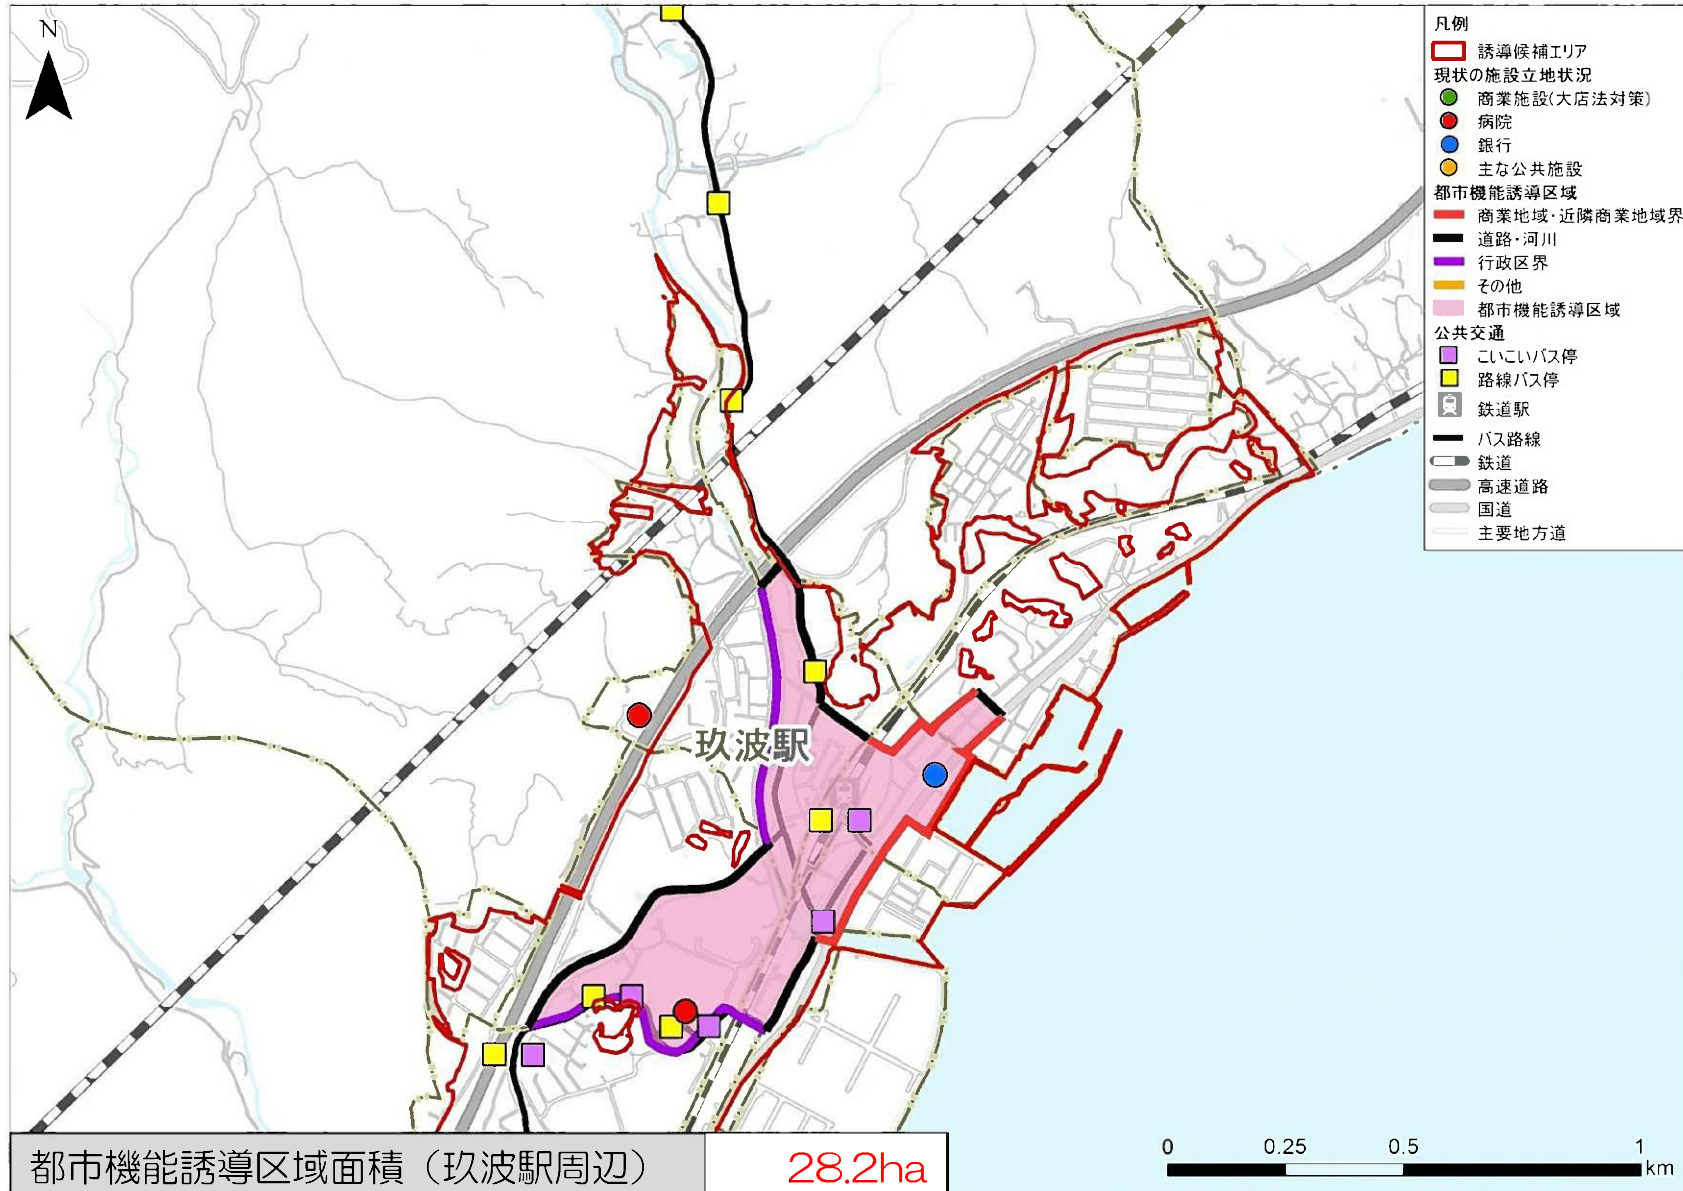 N
凡例
誘導候補エリア
現状の施設立地状況
商業施設(大店法対策)
病院
銀行
主な公共施設
都市機能誘導区域
商業地域・近隣商業地域界
道路・河川
行政区界
その他
都市機能誘導区域
公共交通
こいこいバス停
路線バス停
鉄道駅
バス路線
鉄道
高速道路
国道
主要地方道
玖波駅
0 0.25 0.5 1
km
都市機能誘導区域面積（玖波駅周辺） 28.2ha